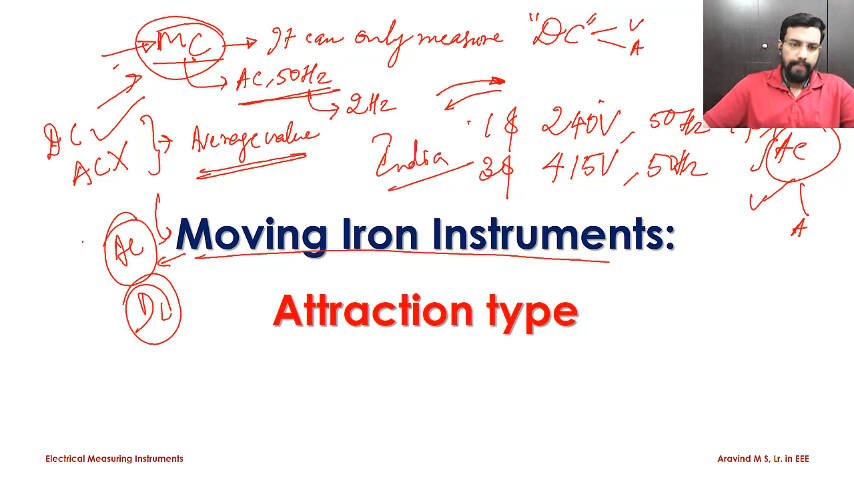 MC → It can only measure "DC" V
A
AC, 50Hz
2Hz
DC ✓
ACX
→ Average value
India
1ϕ 240V, 50Hz
3ϕ 415V, 50Hz
AC
V
A
Moving Iron Instruments:
AC
DC
Attraction type
Electrical Measuring Instruments
Aravind M S, Lr. in EEE